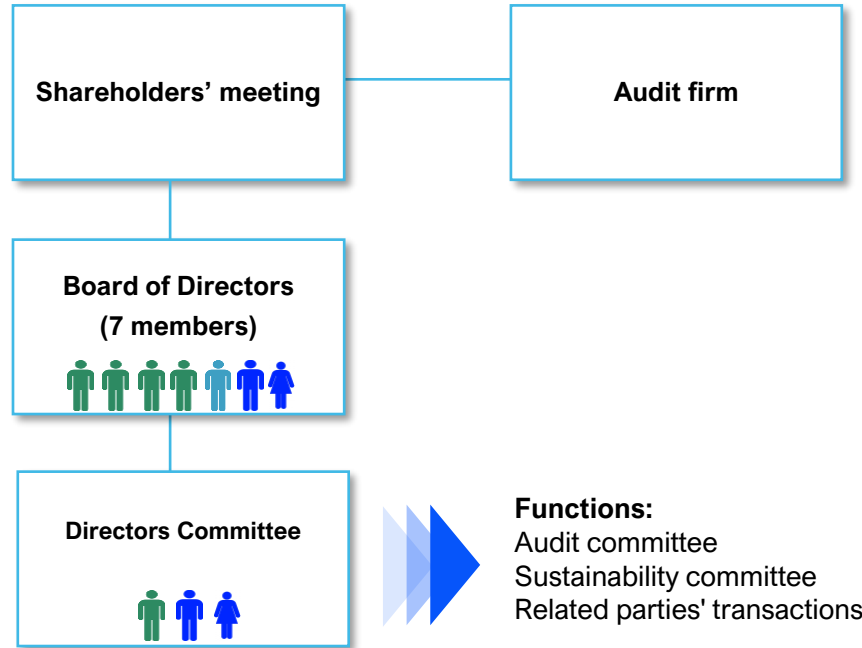 Shareholders’ meeting
Audit firm
Board of Directors
(7 members)
Directors Committee
Functions:
Audit committee
Sustainability committee
Related parties' transactions